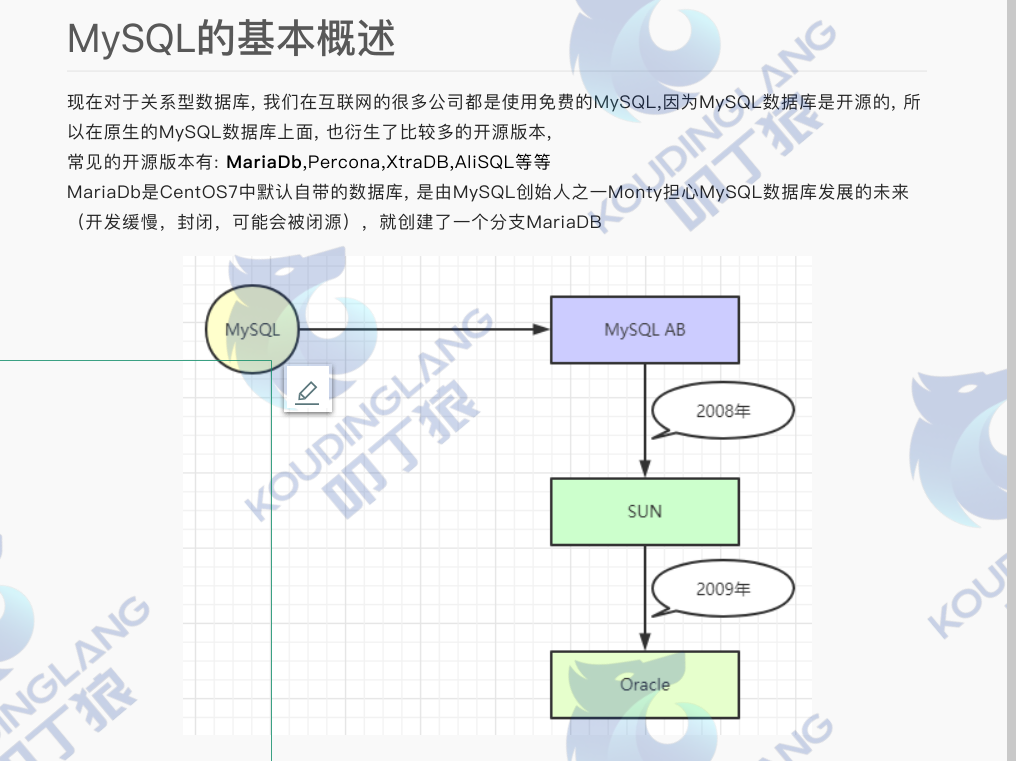 MySQL的基本概述
现在对于关系型数据库, 我们在互联网的很多公司都是使用免费的MySQL,因为MySQL数据库是开源的, 所
以在原生的MySQL数据库上面, 也衍生了比较多的开源版本,
常见的开源版本有: MariaDb,Percona,XtraDB,AliSQL等等
MariaDb是CentOS7中默认自带的数据库, 是由MySQL创始人之一Monty担心MySQL数据库发展的未来
（开发缓慢，封闭，可能会被闭源），就创建了一个分支MariaDB
MySQL
MySQL AB
2008年
SUN
2009年
Oracle
KOUDINGLANG
叩丁狼
KOUDINGLANG
叩丁狼
KOU
INGLANG
叩丁狼
ANG